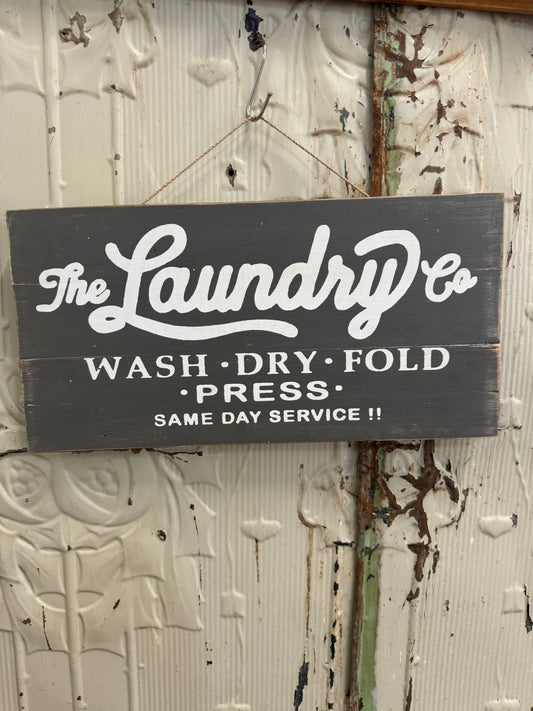 The Laundry Co
WASH · DRY · FOLD
· PRESS ·
SAME DAY SERVICE !!